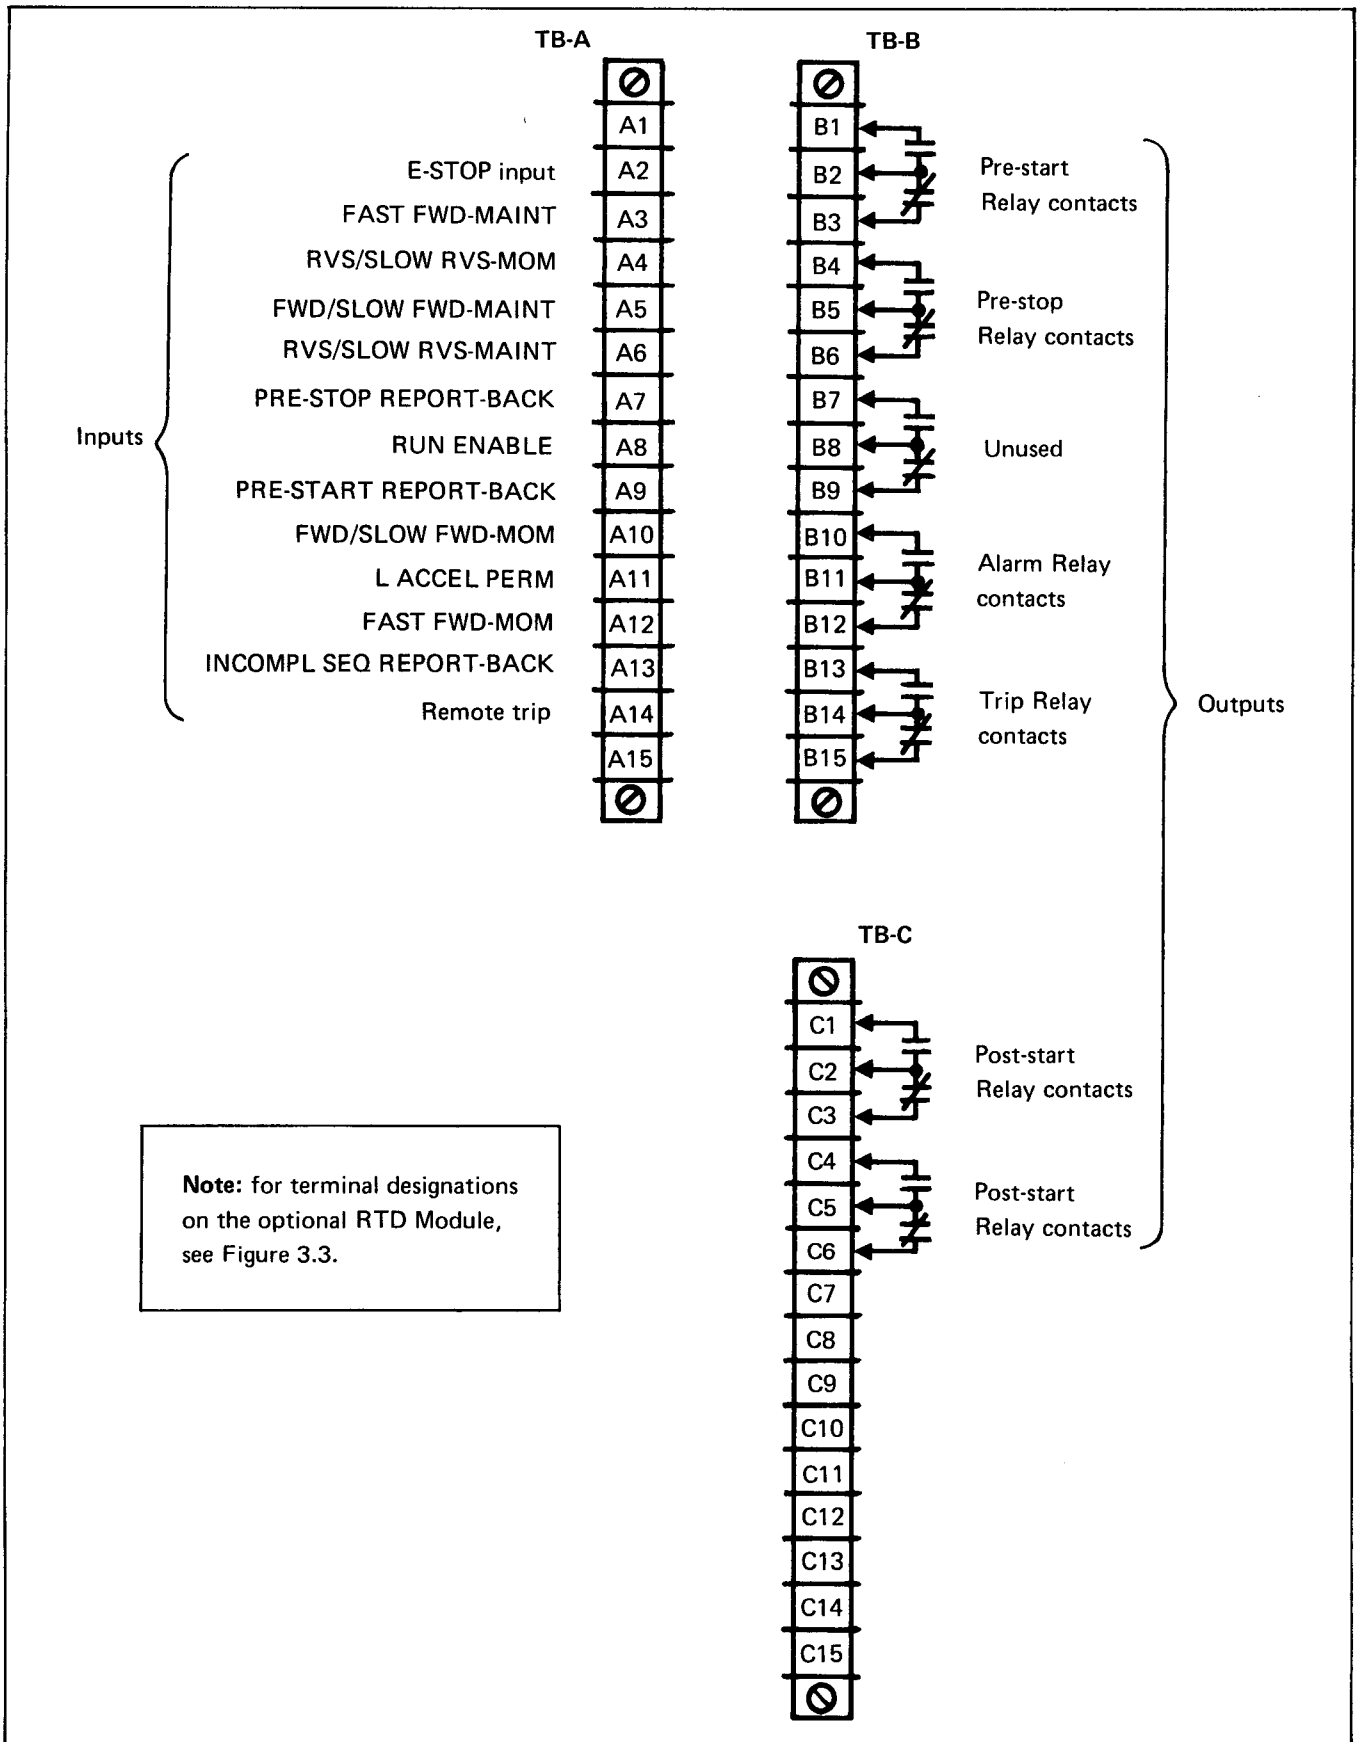 TB-A
TB-B
A1
E-STOP input A2
FAST FWD-MAINT A3
RVS/SLOW RVS-MOM A4
FWD/SLOW FWD-MAINT A5
RVS/SLOW RVS-MAINT A6
PRE-STOP REPORT-BACK A7
RUN ENABLE A8
PRE-START REPORT-BACK A9
FWD/SLOW FWD-MOM A10
L ACCEL PERM A11
FAST FWD-MOM A12
INCOMPL SEQ REPORT-BACK A13
Remote trip A14
A15
Inputs
B1
B2
B3
B4
B5
B6
B7
B8
B9
B10
B11
B12
B13
B14
B15
Pre-start
Relay contacts
Pre-stop
Relay contacts
Unused
Alarm Relay
contacts
Trip Relay
contacts
Outputs
TB-C
C1
C2
C3
C4
C5
C6
C7
C8
C9
C10
C11
C12
C13
C14
C15
Post-start
Relay contacts
Post-start
Relay contacts
Note: for terminal designations
on the optional RTD Module,
see Figure 3.3.